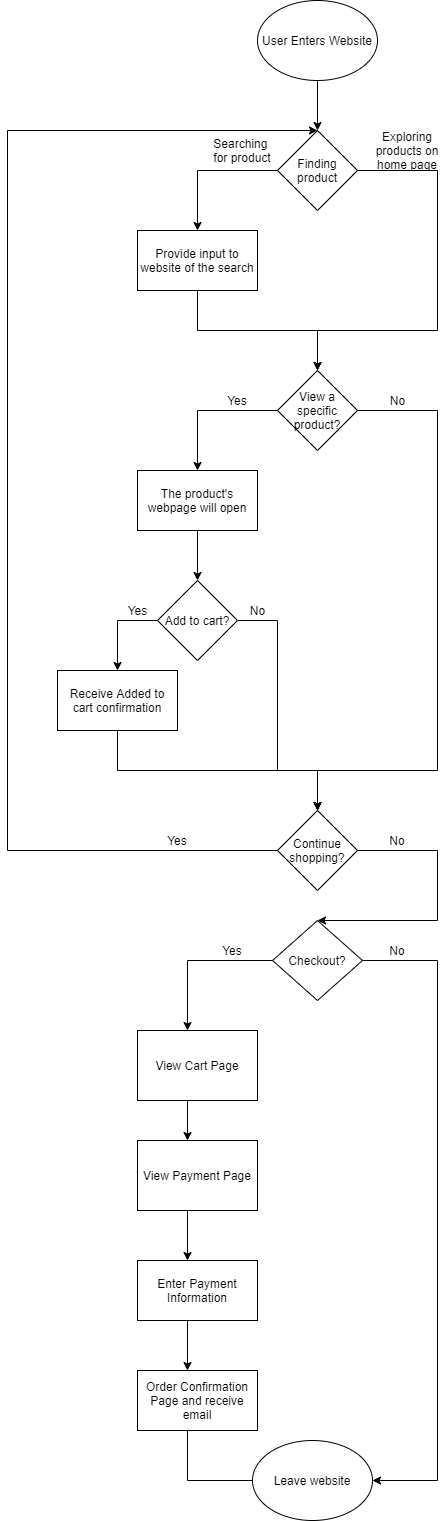 User Enters Website
Searching
for product
Exploring
products on
home page
Finding
product
Provide input to
website of the search
View a
specific
product?
Yes
No
The product's
webpage will open
Add to cart?
Yes
No
Receive Added to
cart confirmation
Continue
shopping?
Yes
No
Checkout?
Yes
No
View Cart Page
View Payment Page
Enter Payment
Information
Order Confirmation
Page and receive
email
Leave website